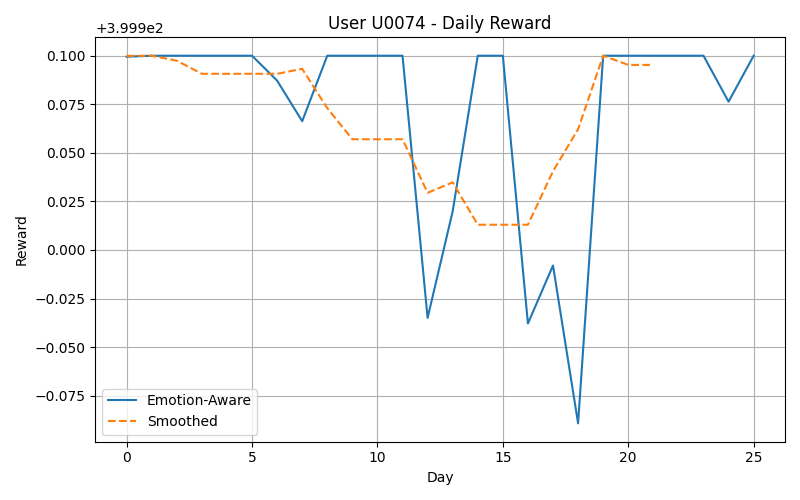 User U0074 - Daily Reward
+3.999e2
0.100
0.075
0.050
0.025
0.000
−0.025
−0.050
−0.075
Reward
Emotion-Aware
Smoothed
0 5 10 15 20 25
Day